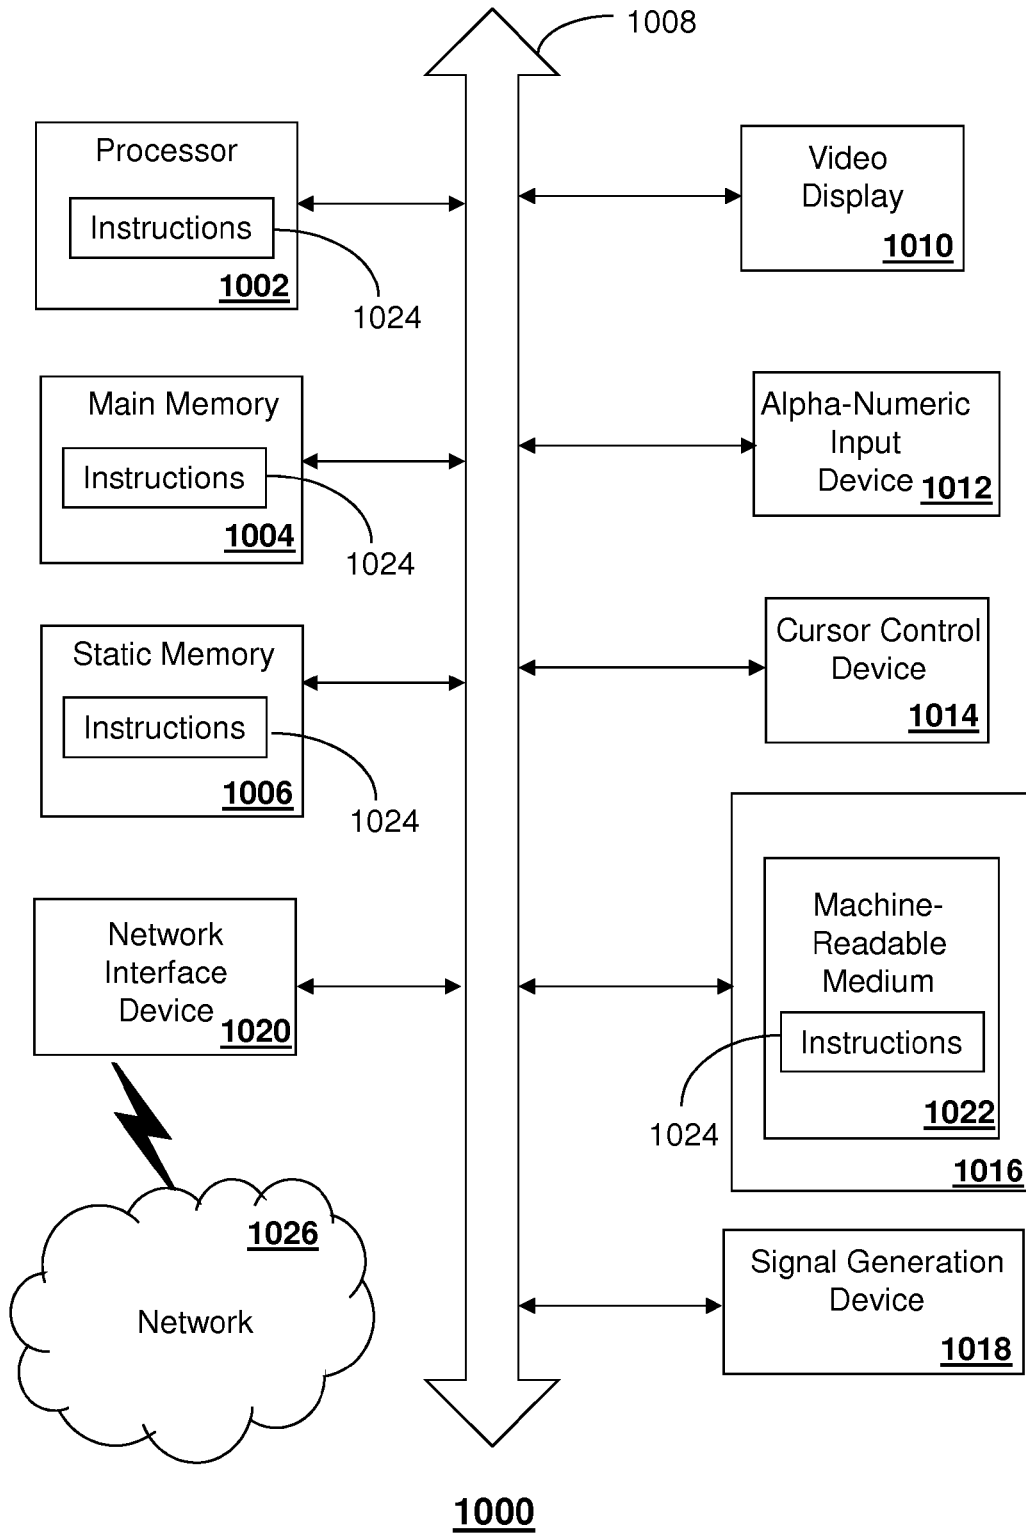 1008
Processor
Instructions
1002
1024
Main Memory
Instructions
1004
1024
Static Memory
Instructions
1006
1024
Network
Interface
Device
1020
1026
Network
Video
Display
1010
Alpha-Numeric
Input
Device
1012
Cursor Control
Device
1014
Machine-
Readable
Medium
Instructions
1024
1022
1016
Signal Generation
Device
1018
1000